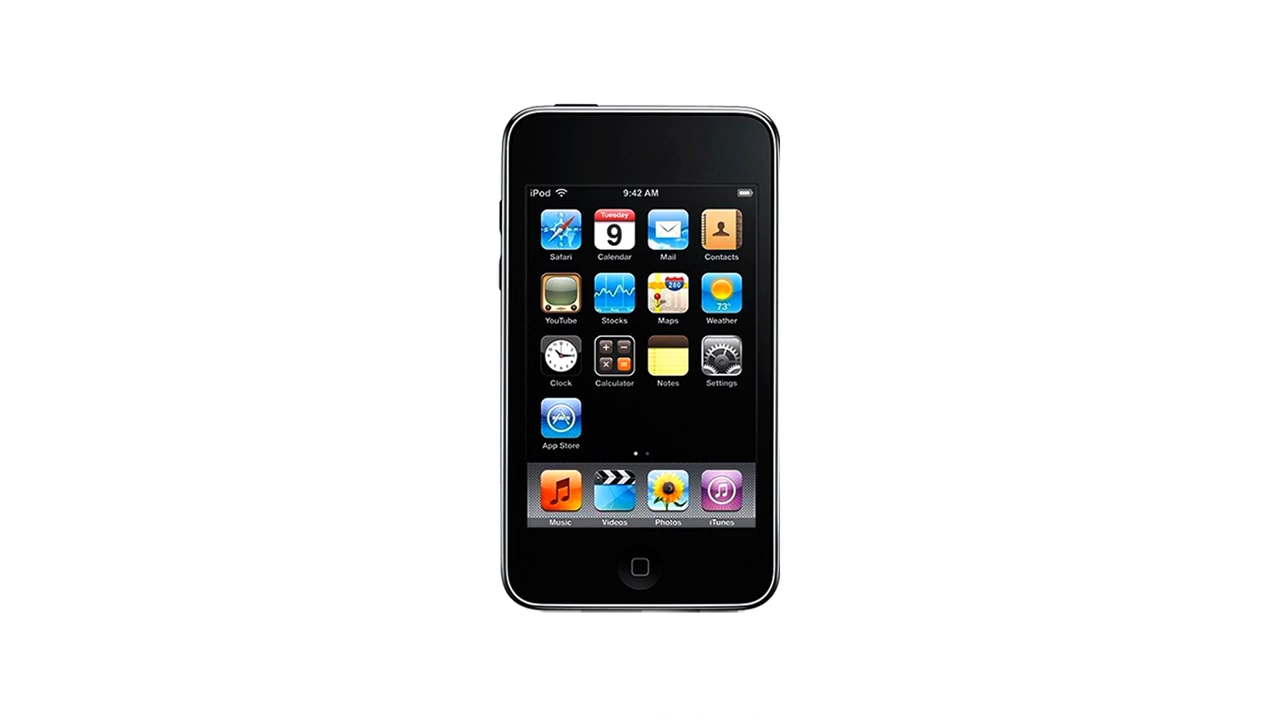 iPod 9:42 AM
Tuesday
9
Safari Calendar Mail Contacts
280
73°
YouTube Stocks Maps Weather
Clock Calculator Notes Settings
App Store
Music Videos Photos iTunes